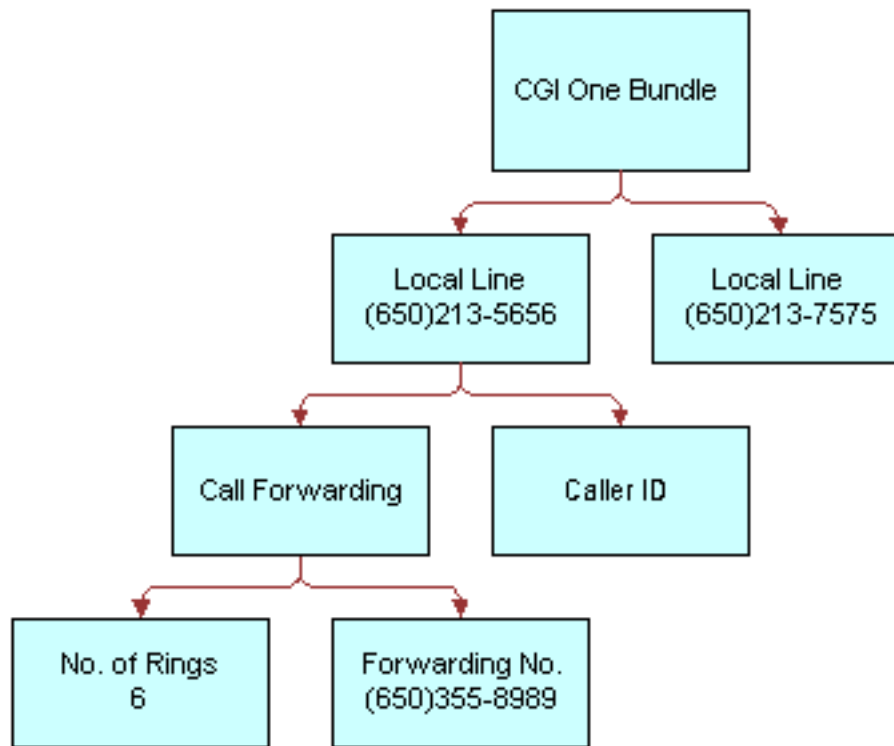 CGI One Bundle
Local Line
(650)213-5656
Local Line
(650)213-7575
Call Forwarding
Caller ID
No. of Rings
6
Forwarding No.
(650)355-8989